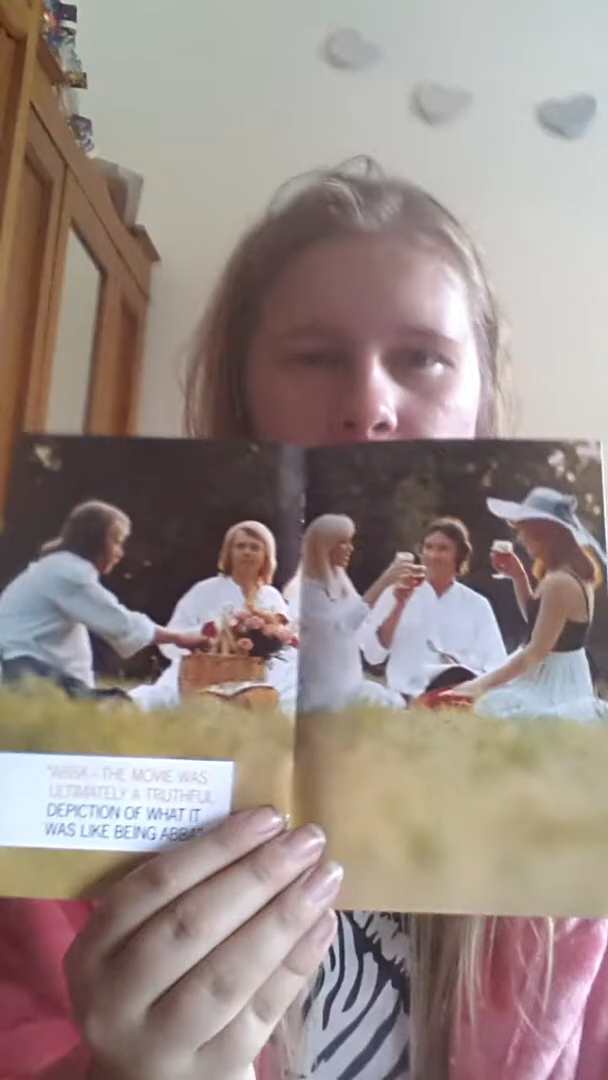 "ABBA – THE MOVIE WAS
ULTIMATELY A TRUTHFUL
DEPICTION OF WHAT IT
WAS LIKE BEING ABBA"